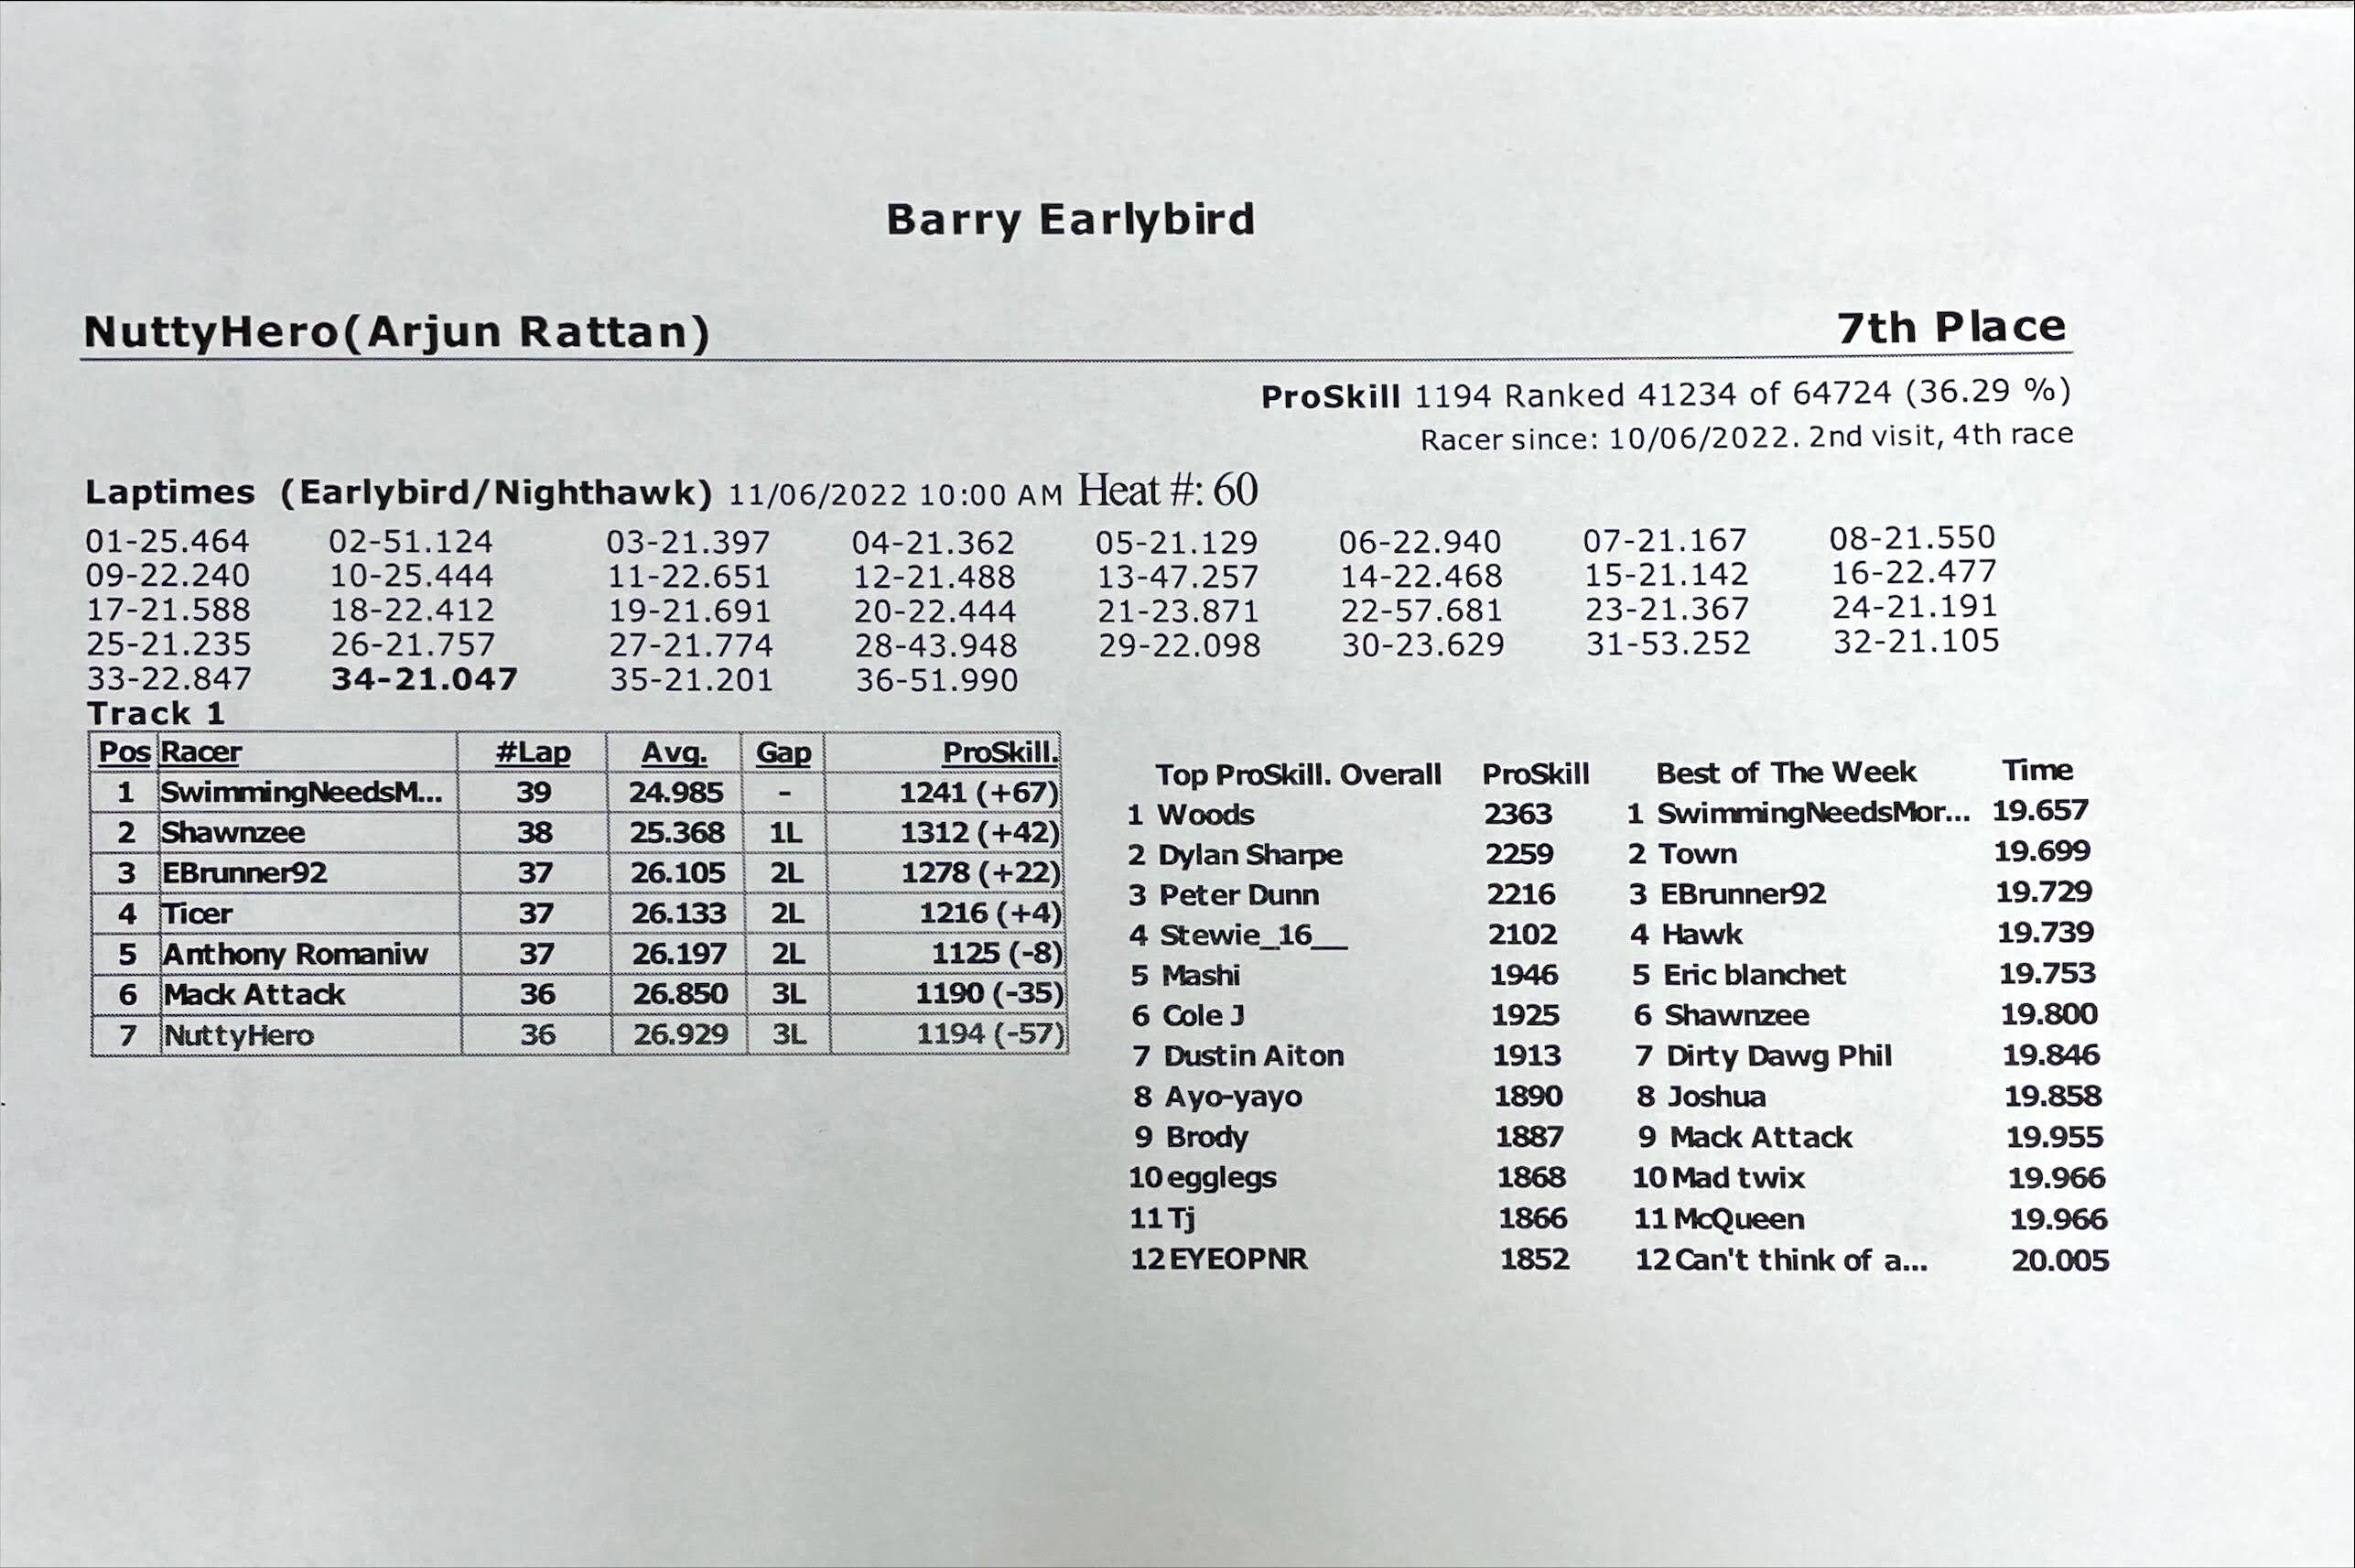 Barry Earlybird
NuttyHero(Arjun Rattan) 7th Place
ProSkill 1194 Ranked 41234 of 64724 (36.29 %)
Racer since: 10/06/2022. 2nd visit, 4th race
Laptimes (Earlybird/Nighthawk) 11/06/2022 10:00 AM Heat #: 60
01-25.464 02-51.124 03-21.397 04-21.362 05-21.129 06-22.940 07-21.167 08-21.550
09-22.240 10-25.444 11-22.651 12-21.488 13-47.257 14-22.468 15-21.142 16-22.477
17-21.588 18-22.412 19-21.691 20-22.444 21-23.871 22-57.681 23-21.367 24-21.191
25-21.235 26-21.757 27-21.774 28-43.948 29-22.098 30-23.629 31-53.252 32-21.105
33-22.847 34-21.047 35-21.201 36-51.990
Track 1
Pos Racer #Lap Avg. Gap ProSkill.
1 SwimmingNeedsM... 39 24.985 - 1241 (+67)
2 Shawnzee 38 25.368 1L 1312 (+42)
3 EBrunner92 37 26.105 2L 1278 (+22)
4 Ticer 37 26.133 2L 1216 (+4)
5 Anthony Romaniw 37 26.197 2L 1125 (-8)
6 Mack Attack 36 26.850 3L 1190 (-35)
7 NuttyHero 36 26.929 3L 1194 (-57)
Top ProSkill. Overall ProSkill Best of The Week Time
1 Woods 2363 1 SwimmingNeedsMor... 19.657
2 Dylan Sharpe 2259 2 Town 19.699
3 Peter Dunn 2216 3 EBrunner92 19.729
4 Stewie_16__ 2102 4 Hawk 19.739
5 Mashi 1946 5 Eric blanchet 19.753
6 Cole J 1925 6 Shawnzee 19.800
7 Dustin Aiton 1913 7 Dirty Dawg Phil 19.846
8 Ayo-yayo 1890 8 Joshua 19.858
9 Brody 1887 9 Mack Attack 19.955
10 egglegs 1868 10 Mad twix 19.966
11 Tj 1866 11 McQueen 19.966
12 EYEOPNR 1852 12 Can't think of a... 20.005